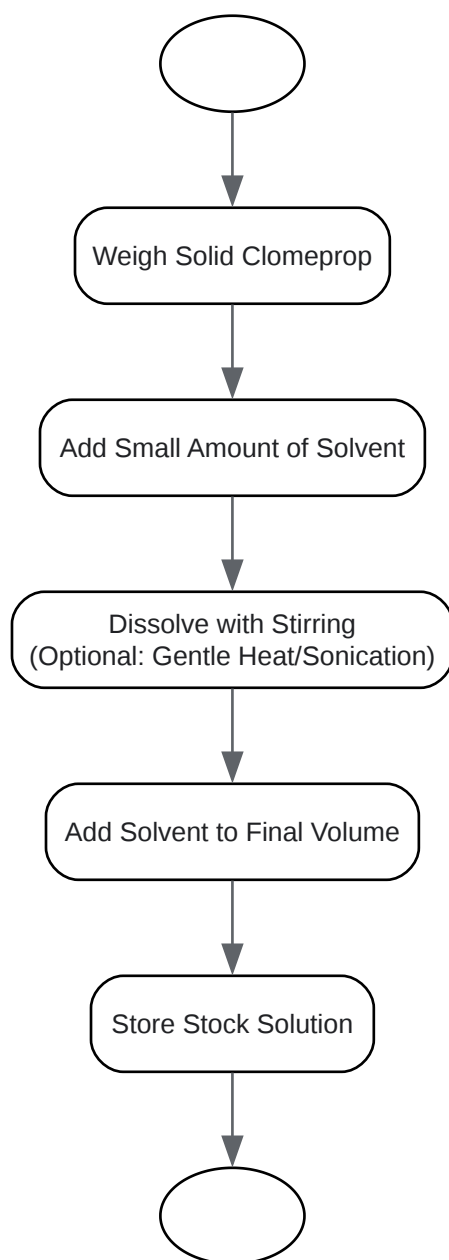 Weigh Solid Clomeprop
Add Small Amount of Solvent
Dissolve with Stirring
(Optional: Gentle Heat/Sonication)
Add Solvent to Final Volume
Store Stock Solution